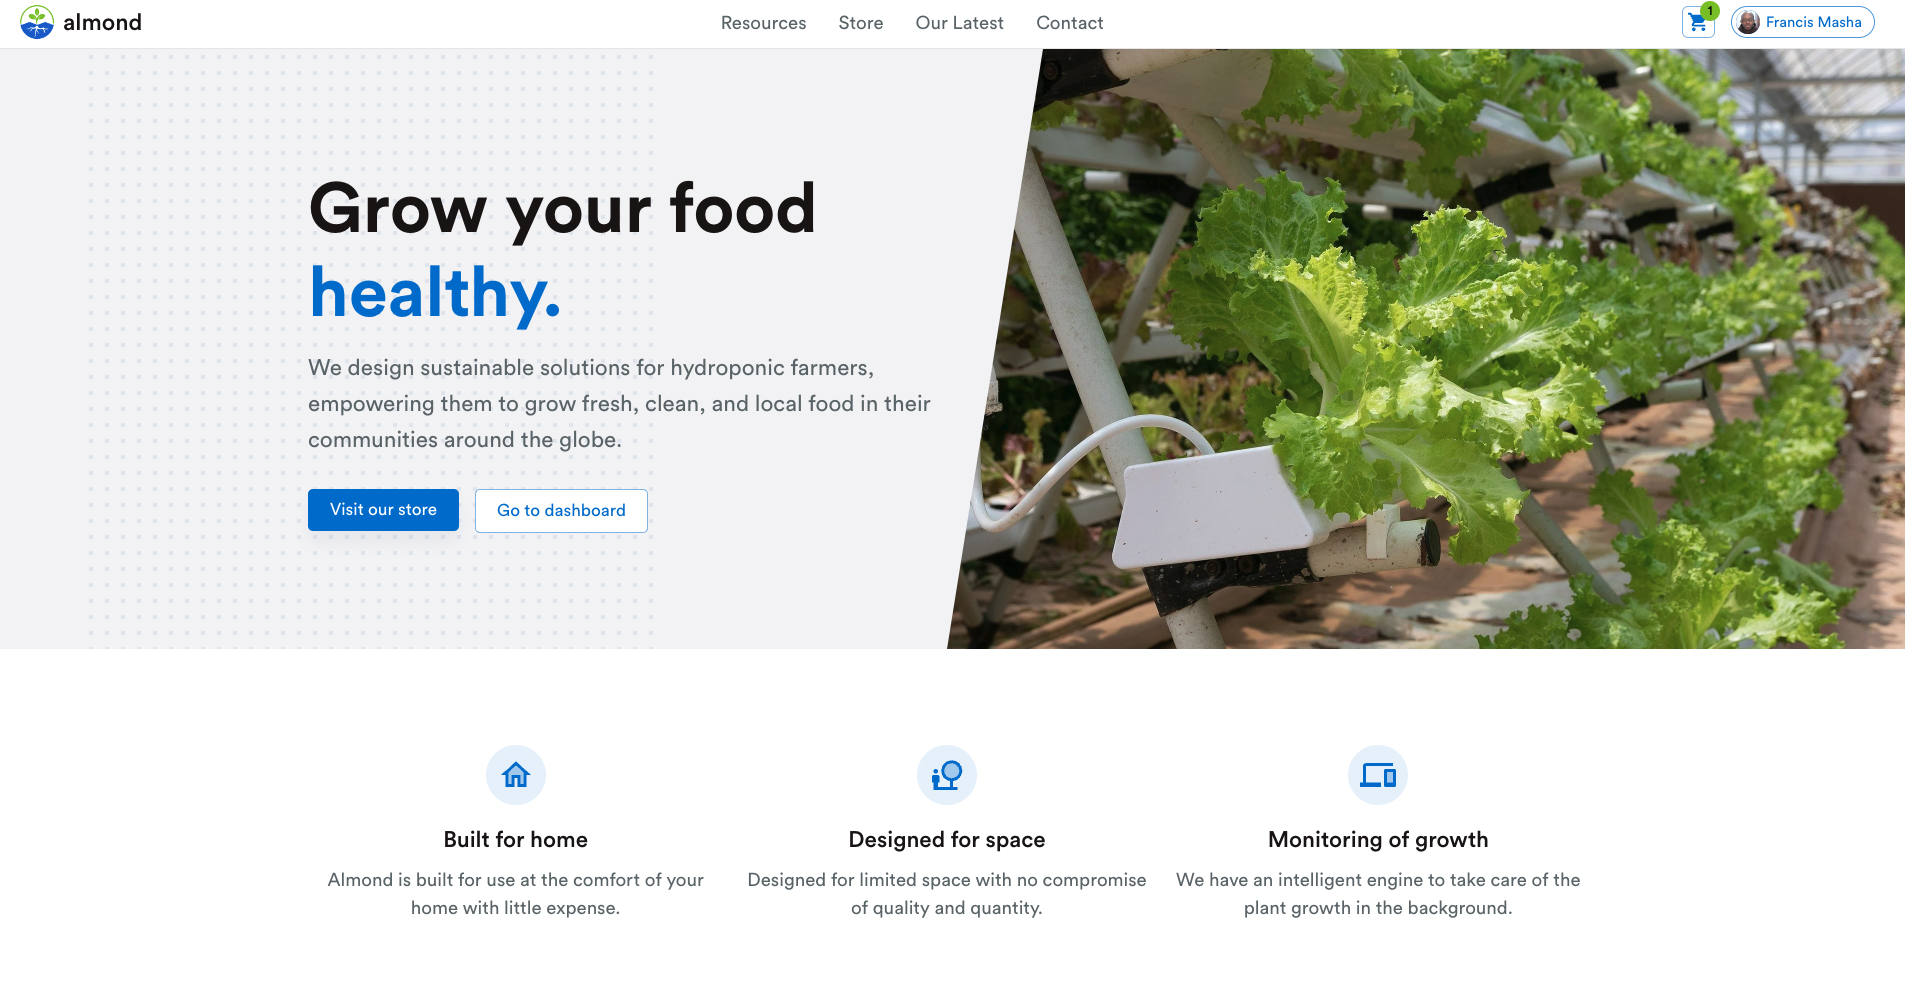 almond
Resources
Store
Our Latest
Contact
1
Francis Masha
Grow your food
healthy.
We design sustainable solutions for hydroponic farmers,
empowering them to grow fresh, clean, and local food in their
communities around the globe.
Visit our store
Go to dashboard
Built for home
Almond is built for use at the comfort of your
home with little expense.
Designed for space
Designed for limited space with no compromise
of quality and quantity.
Monitoring of growth
We have an intelligent engine to take care of the
plant growth in the background.